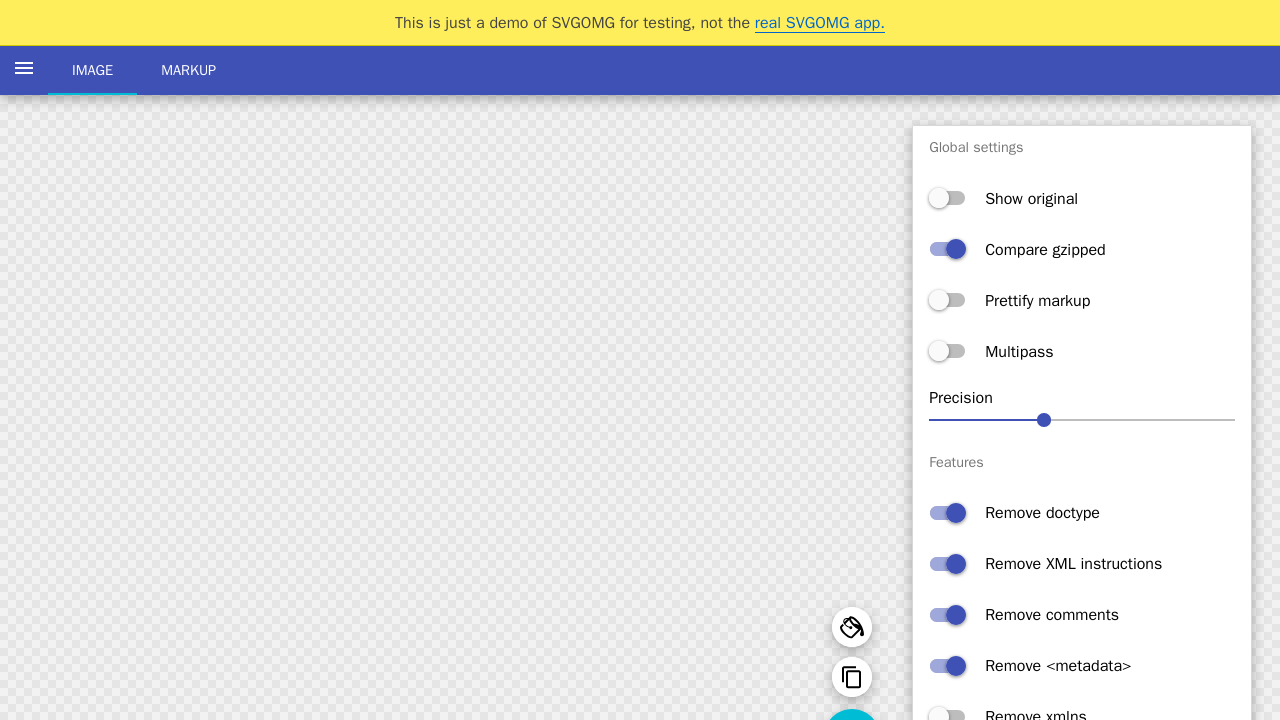 This is just a demo of SVGOMG for testing, not the real SVGOMG app.
IMAGE MARKUP
Global settings
Show original
Compare gzipped
Prettify markup
Multipass
Precision
Features
Remove doctype
Remove XML instructions
Remove comments
Remove <metadata>
Remove xmlns